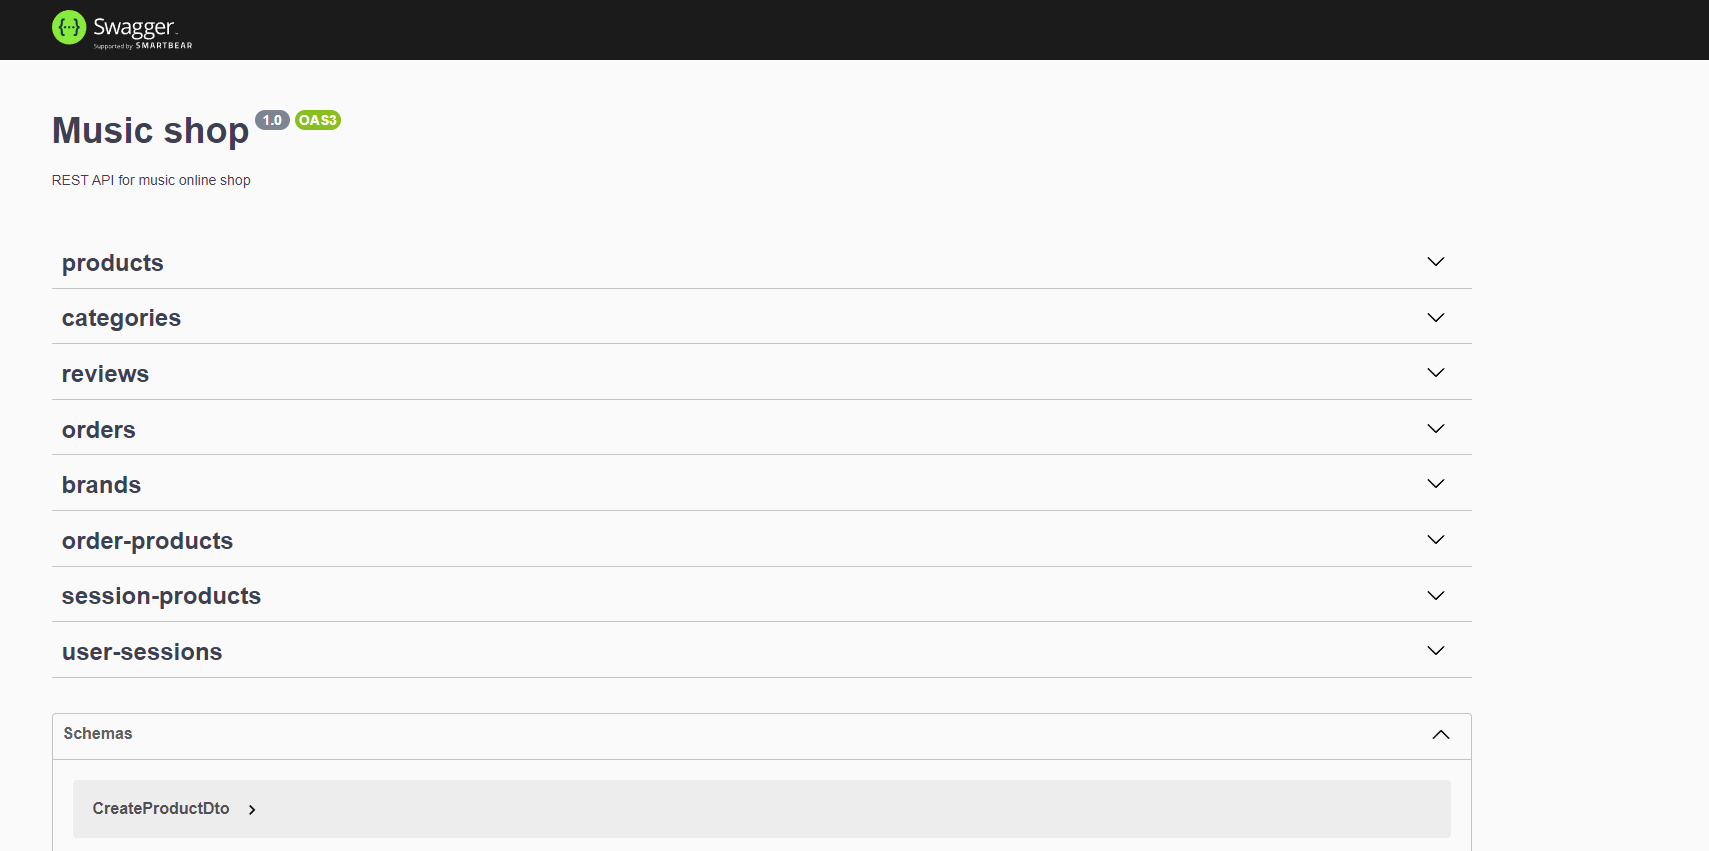 {···} Swagger
Supported by SMARTBEAR
Music shop 1.0 OAS3
REST API for music online shop
products
categories
reviews
orders
brands
order-products
session-products
user-sessions
Schemas
CreateProductDto